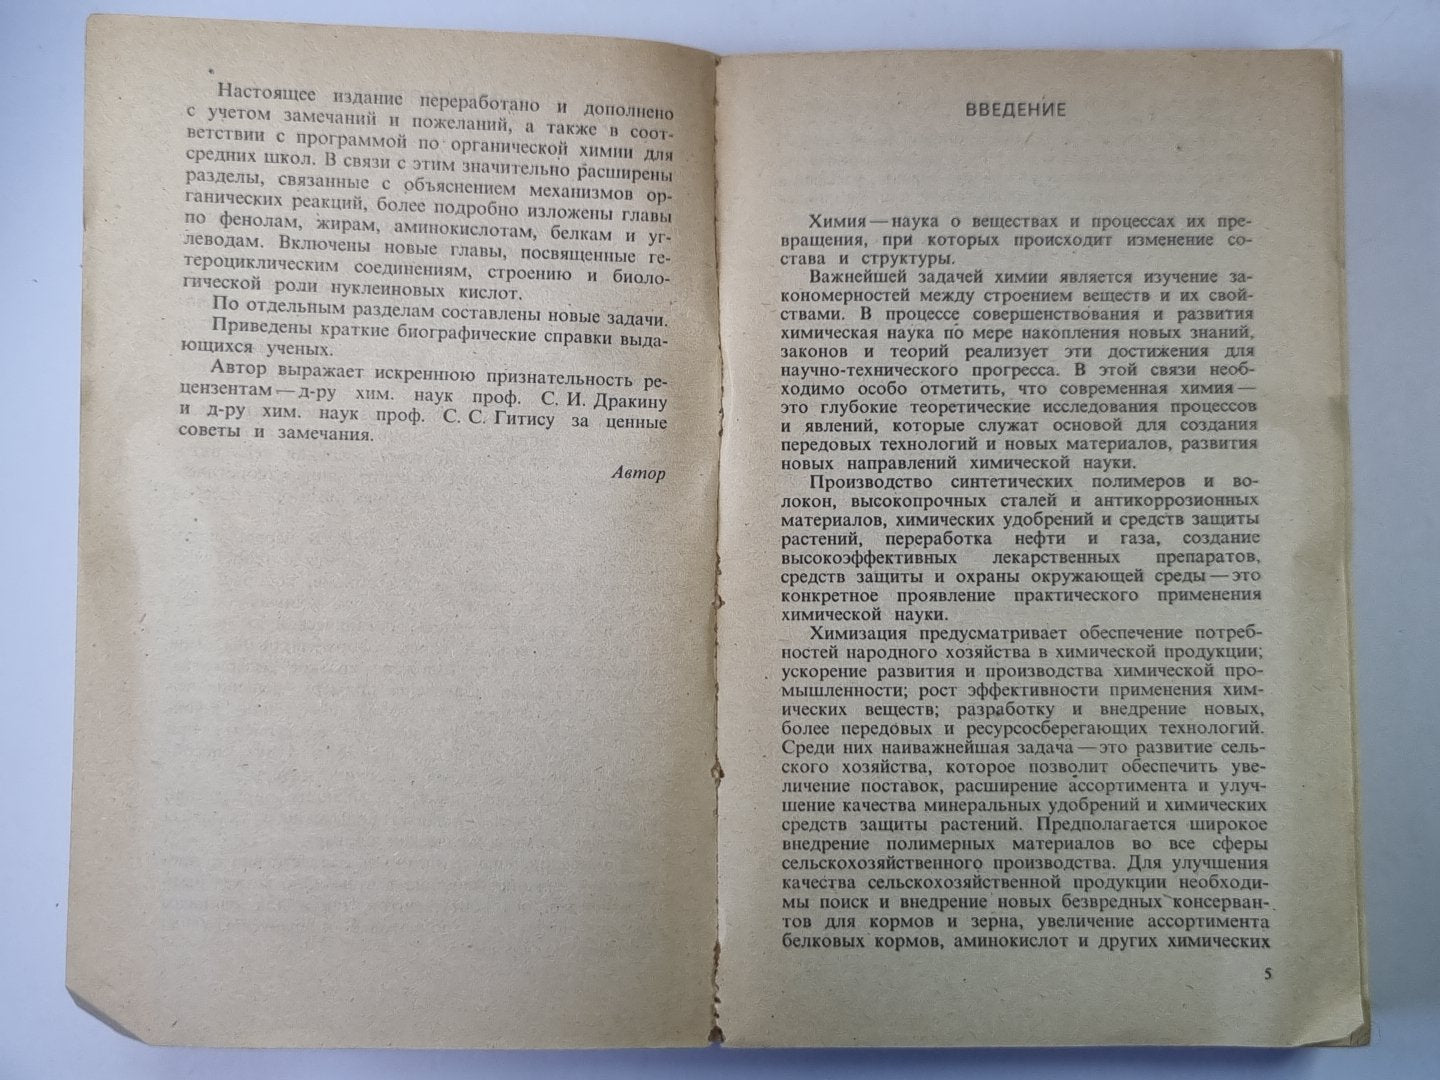 Настоящее издание переработано и дополнено
с учетом замечаний и пожеланий, а также в соот-
ветствии с программой по органической химии для
средних школ. В связи с этим значительно расширены
разделы, связанные с объяснением механизмов ор-
ганических реакций, более подробно изложены главы
по фенолам, жирам, аминокислотам, белкам и уг-
леводам. Включены новые главы, посвященные ге-
тероциклическим соединениям, строению и биоло-
гической роли нуклеиновых кислот.
По отдельным разделам составлены новые задачи.
Приведены краткие биографические справки выда-
ющихся ученых.
Автор выражает искреннюю признательность ре-
цензентам — д-ру хим. наук проф. С. И. Дракину
и д-ру хим. наук проф. С. С. Гитису за ценные
советы и замечания.
Автор
ВВЕДЕНИЕ
Химия — наука о веществах и процессах их пре-
вращения, при которых происходит изменение со-
става и структуры.
Важнейшей задачей химии является изучение за-
кономерностей между строением веществ и их свой-
ствами. В процессе совершенствования и развития
химическая наука по мере накопления новых знаний,
законов и теорий реализует эти достижения для
научно-технического прогресса. В этой связи необ-
ходимо особо отметить, что современная химия —
это глубокие теоретические исследования процессов
и явлений, которые служат основой для создания
передовых технологий и новых материалов, развития
новых направлений химической науки.
Производство синтетических полимеров и во-
локон, высокопрочных сталей и антикоррозионных
материалов, химических удобрений и средств защиты
растений, переработка нефти и газа, создание
высокоэффективных лекарственных препаратов,
средств защиты и охраны окружающей среды — это
конкретное проявление практического применения
химической науки.
Химизация предусматривает обеспечение потреб-
ностей народного хозяйства в химической продукции;
ускорение развития и производства химической про-
мышленности; рост эффективности применения хим-
ических веществ; разработку и внедрение новых,
более передовых и ресурсосберегающих технологий.
Среди них наиважнейшая задача — это развитие сель-
ского хозяйства, которое позволит обеспечить уве-
личение поставок, расширение ассортимента и улуч-
шение качества минеральных удобрений и химических
средств защиты растений. Предполагается широкое
внедрение полимерных материалов во все сферы
сельскохозяйственного производства. Для улучшения
качества сельскохозяйственной продукции необходи-
мы поиск и внедрение новых безвредных консерван-
тов для кормов и зерна, увеличение ассортимента
белковых кормов, аминокислот и других химических
5